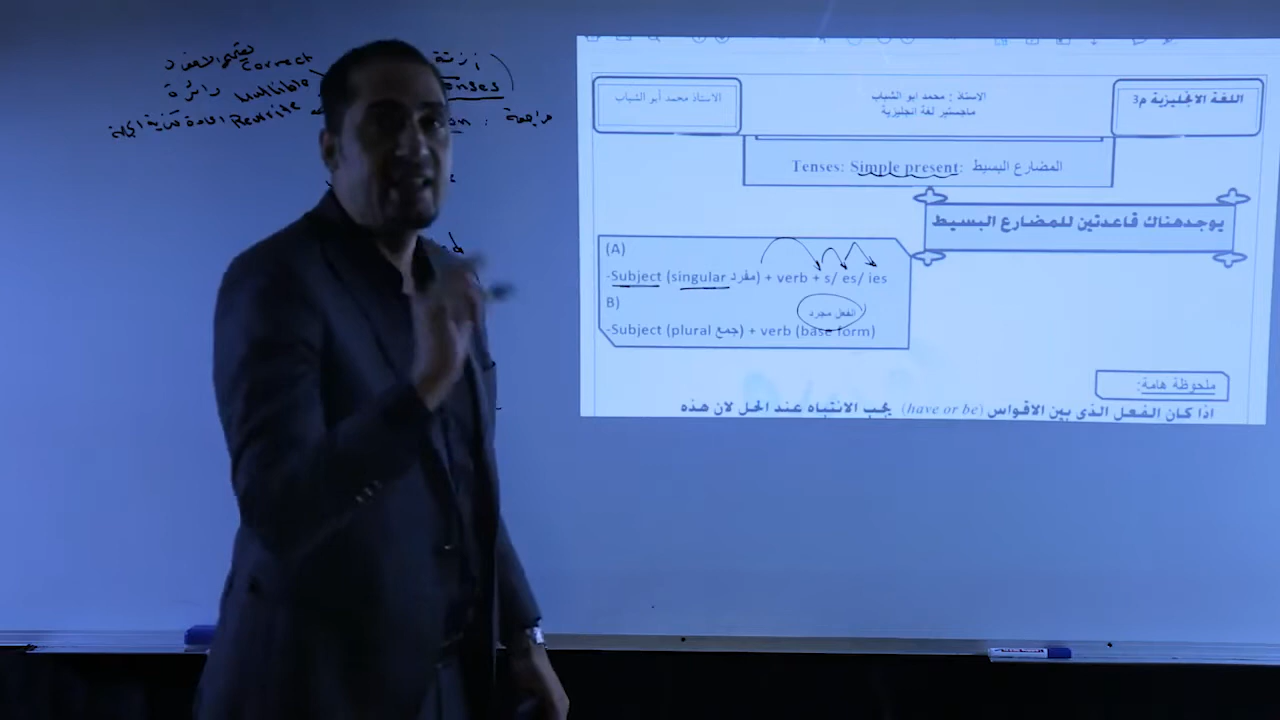 أزمنة
Correct
Multible دائرة
Rewrite اعادة
مراجعة :
اللغة الانجليزية م3
الاستاذ : محمد ابو الشباب
ماجستير لغة انجليزية
الاستاذ محمد أبو الشباب
Tenses: Simple present: المضارع البسيط
يوجدهناك قاعدتين للمضارع البسيط
(A)
-Subject (singular مفرد) + verb + s/ es/ ies
B)
الفعل مجرد
-Subject (plural جمع) + verb (base form)
ملحوظة هامة:
اذا كان الفعل الذي بين الاقواس (have or be) يجب الانتباه عند الحل لان هذه